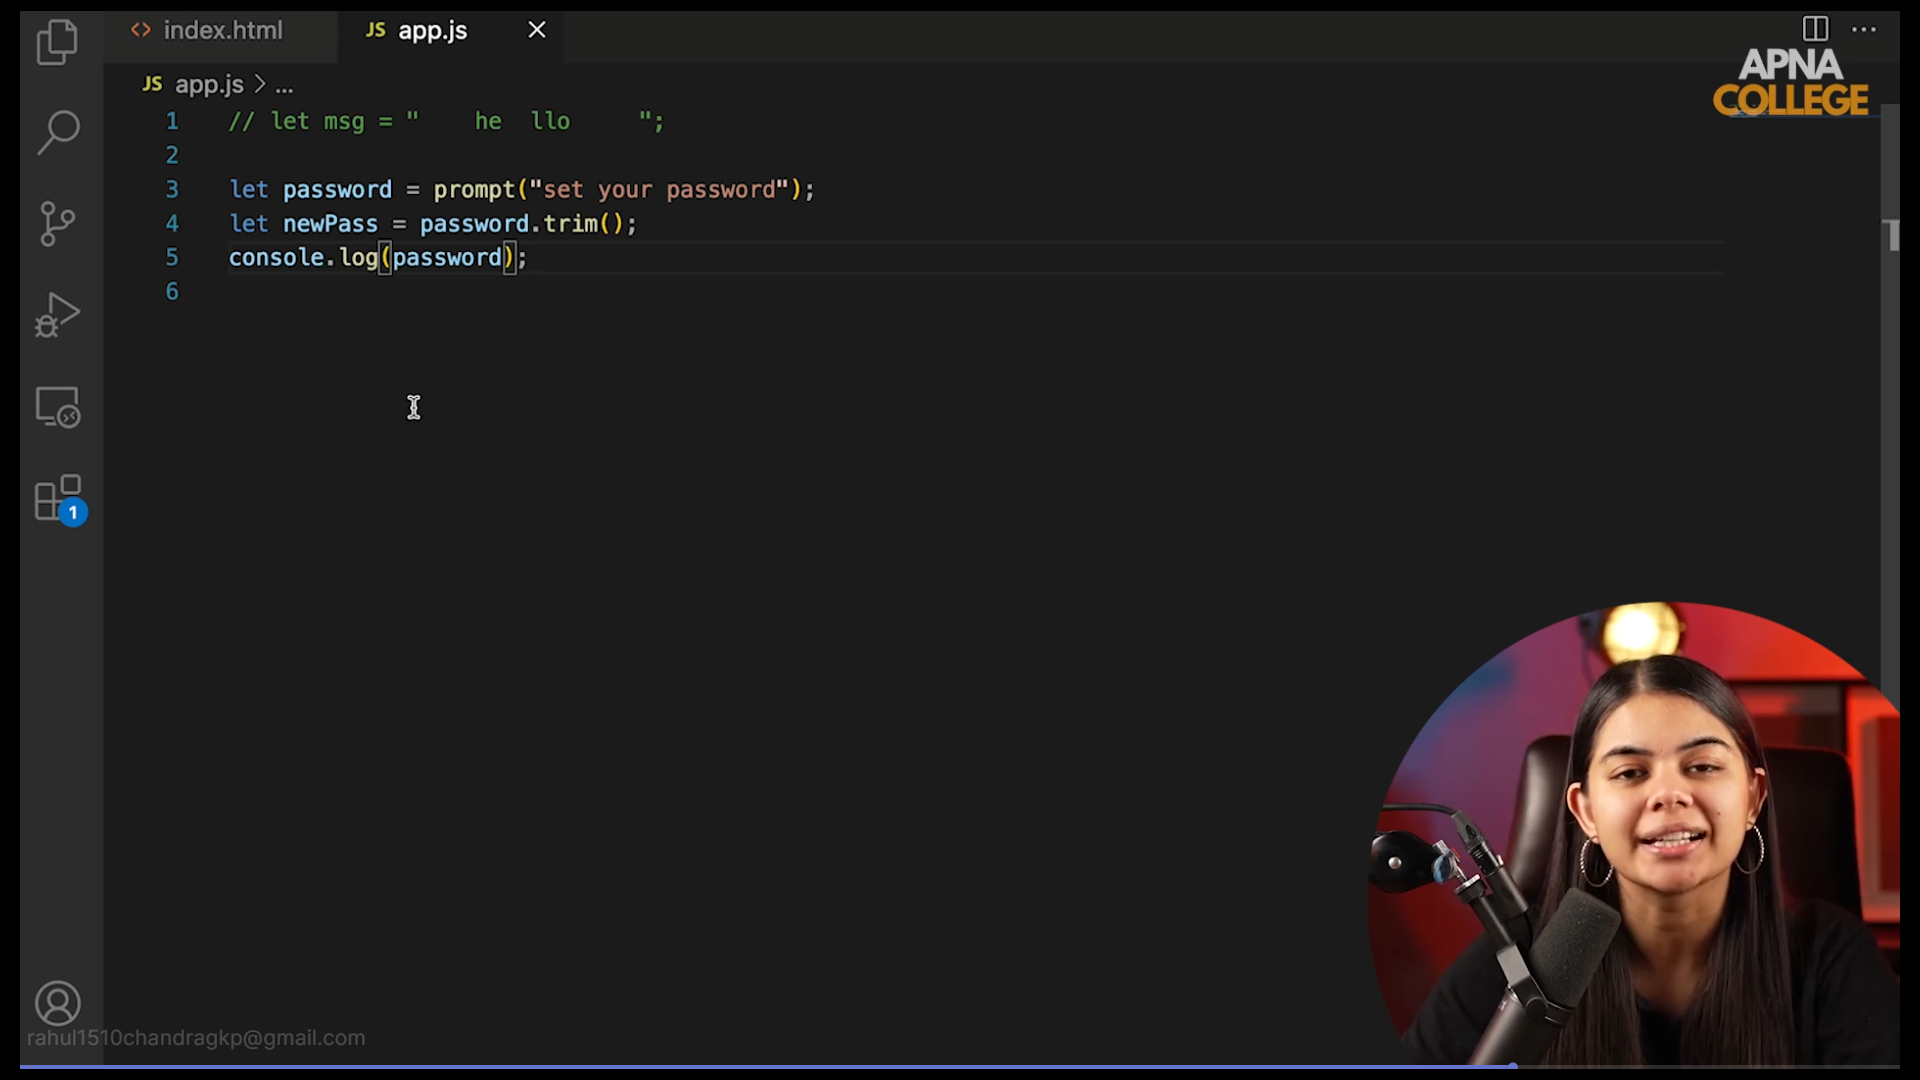 index.html
JS app.js
APNA
COLLEGE
JS app.js > ...
1 // let msg = "    he  llo     ";
2
3 let password = prompt("set your password");
4 let newPass = password.trim();
5 console.log(password);
6
1
rahul1510chandragkp@gmail.com